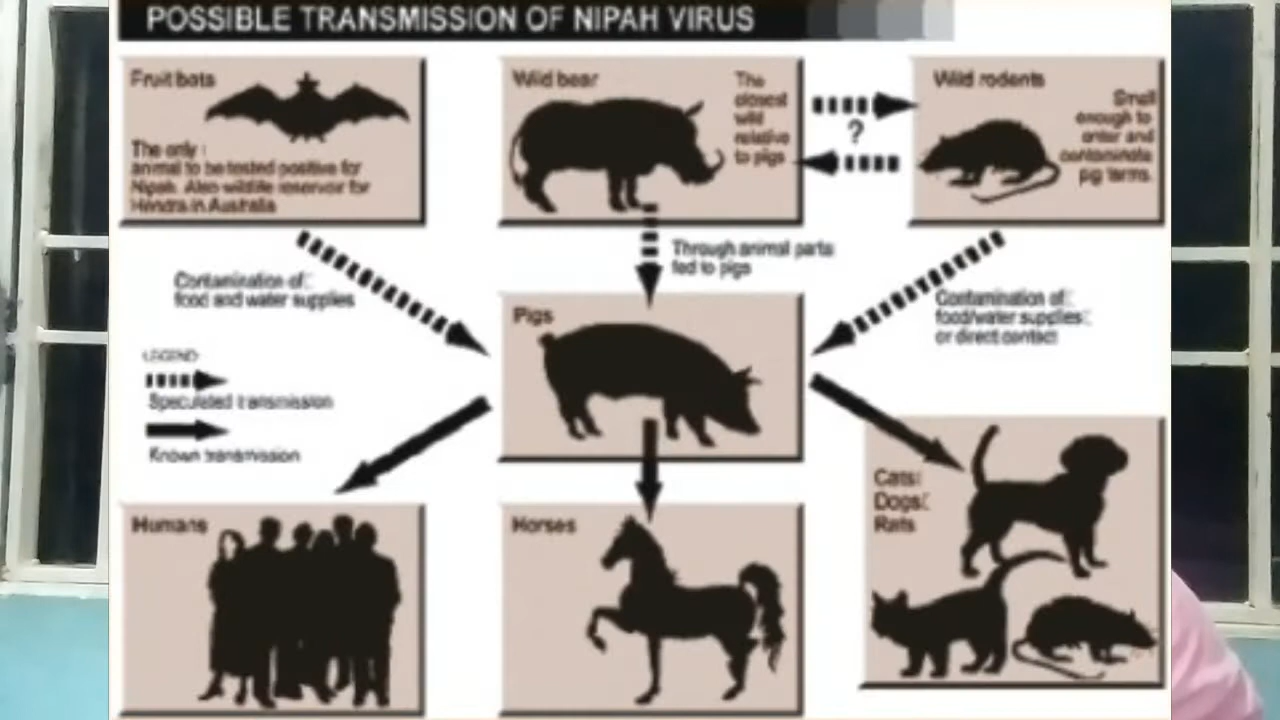 POSSIBLE TRANSMISSION OF NIPAH VIRUS
Fruit bats
The only
animal to be tested positive for
Nipah. Also wildlife reservoir for
Hendra in Australia
Wild bear
The
closest
wild
relative
to pigs
?
Wild rodents
Small
enough to
enter and
contaminate
pig farms.
Contamination of
food and water supplies
Through animal parts
fed to pigs
Contamination of
food/water supplies
or direct contact
LEGEND
Speculated transmission
Known transmission
Pigs
Humans
Horses
Cats
Dogs
Rats